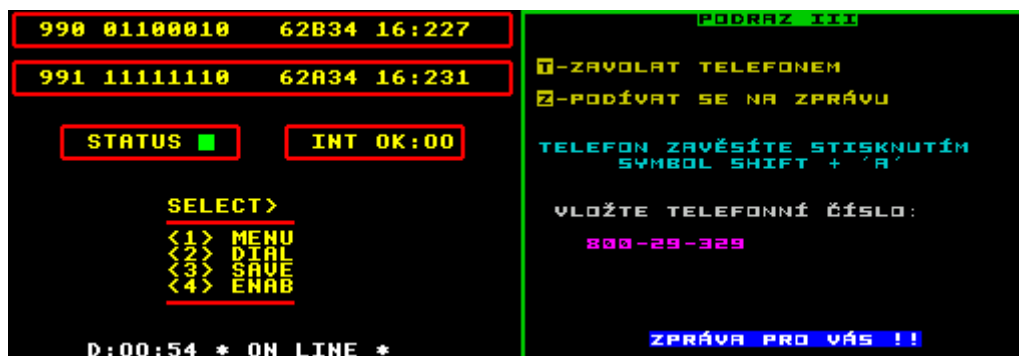 990 01100010 62B34 16:227
991 11111110 62A34 16:231
STATUS
INT OK:00
SELECT>
<1> MENU
<2> DIAL
<3> SAVE
<4> ENAB
D:00:54 * ON LINE *
PODRAZ III
T-ZAVOLAT TELEFONEM
Z-PODÍVAT SE NA ZPRÁVU
TELEFON ZAVĚSÍTE STISKNUTÍM
SYMBOL SHIFT + ´A´
VLOŽTE TELEFONNÍ ČÍSLO:
800-29-329
ZPRÁVA PRO VÁS !!